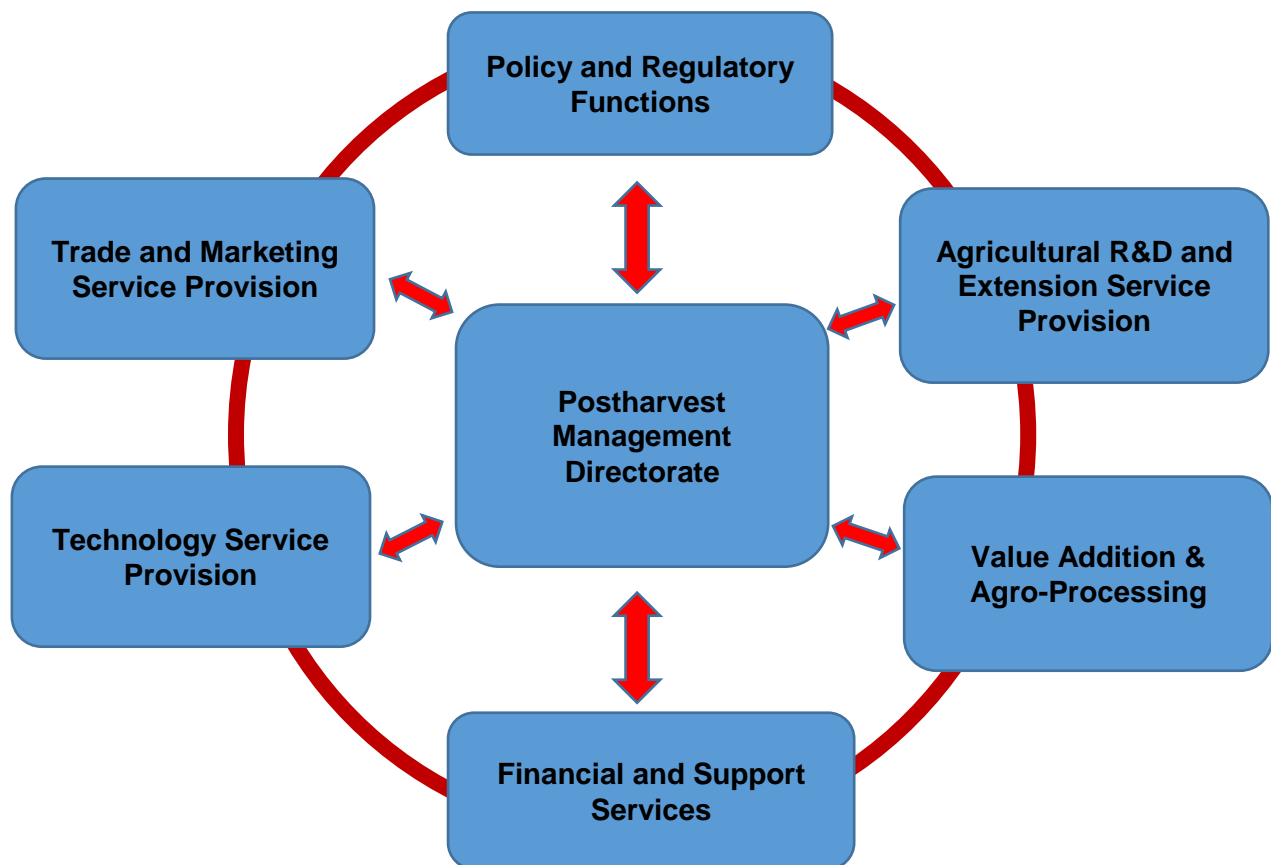 Policy and Regulatory
Functions
Trade and Marketing
Service Provision
Agricultural R&D and
Extension Service
Provision
Postharvest
Management
Directorate
Technology Service
Provision
Value Addition &
Agro-Processing
Financial and Support
Services